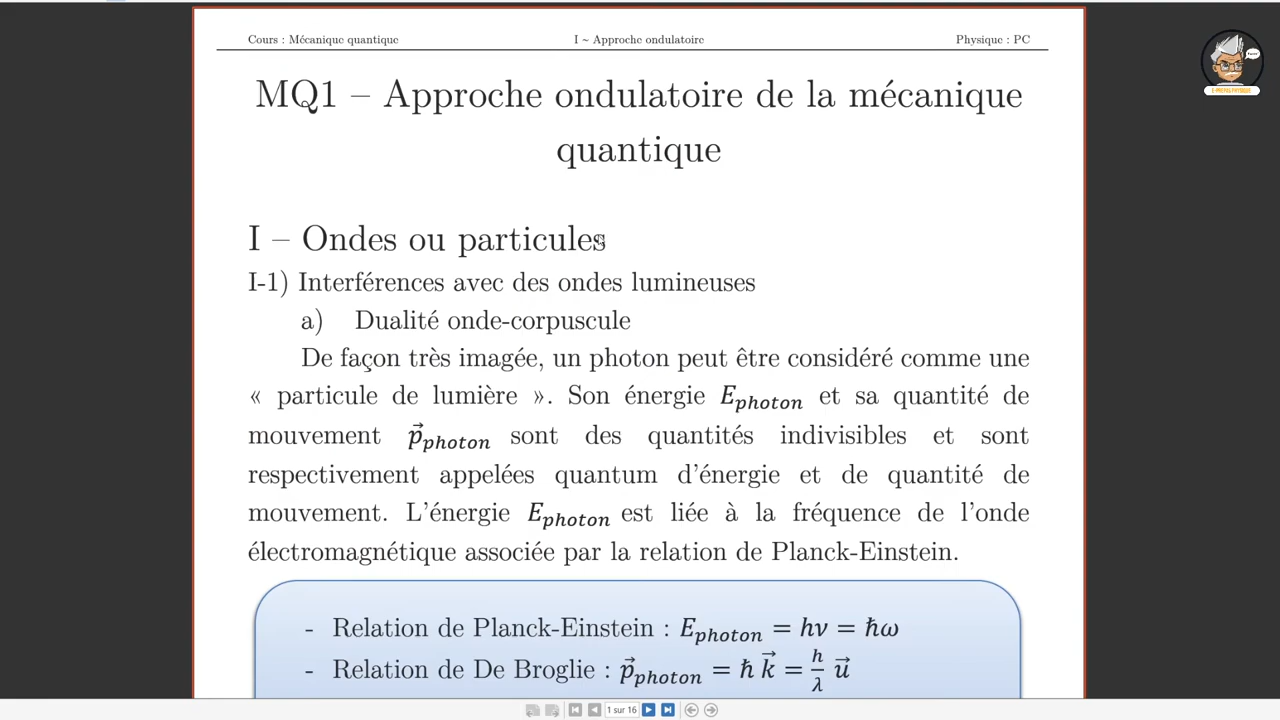 Cours : Mécanique quantique I ~ Approche ondulatoire Physique : PC
MQ1 – Approche ondulatoire de la mécanique
quantique
I – Ondes ou particules
I-1) Interférences avec des ondes lumineuses
a) Dualité onde-corpuscule
De façon très imagée, un photon peut être considéré comme une
« particule de lumière ». Son énergie E_photon et sa quantité de
mouvement p⃗_photon sont des quantités indivisibles et sont
respectivement appelées quantum d'énergie et de quantité de
mouvement. L'énergie E_photon est liée à la fréquence de l'onde
électromagnétique associée par la relation de Planck-Einstein.
- Relation de Planck-Einstein : E_photon = hν = ħω
- Relation de De Broglie : p⃗_photon = ħ k⃗ = h/λ u⃗
1 sur 16